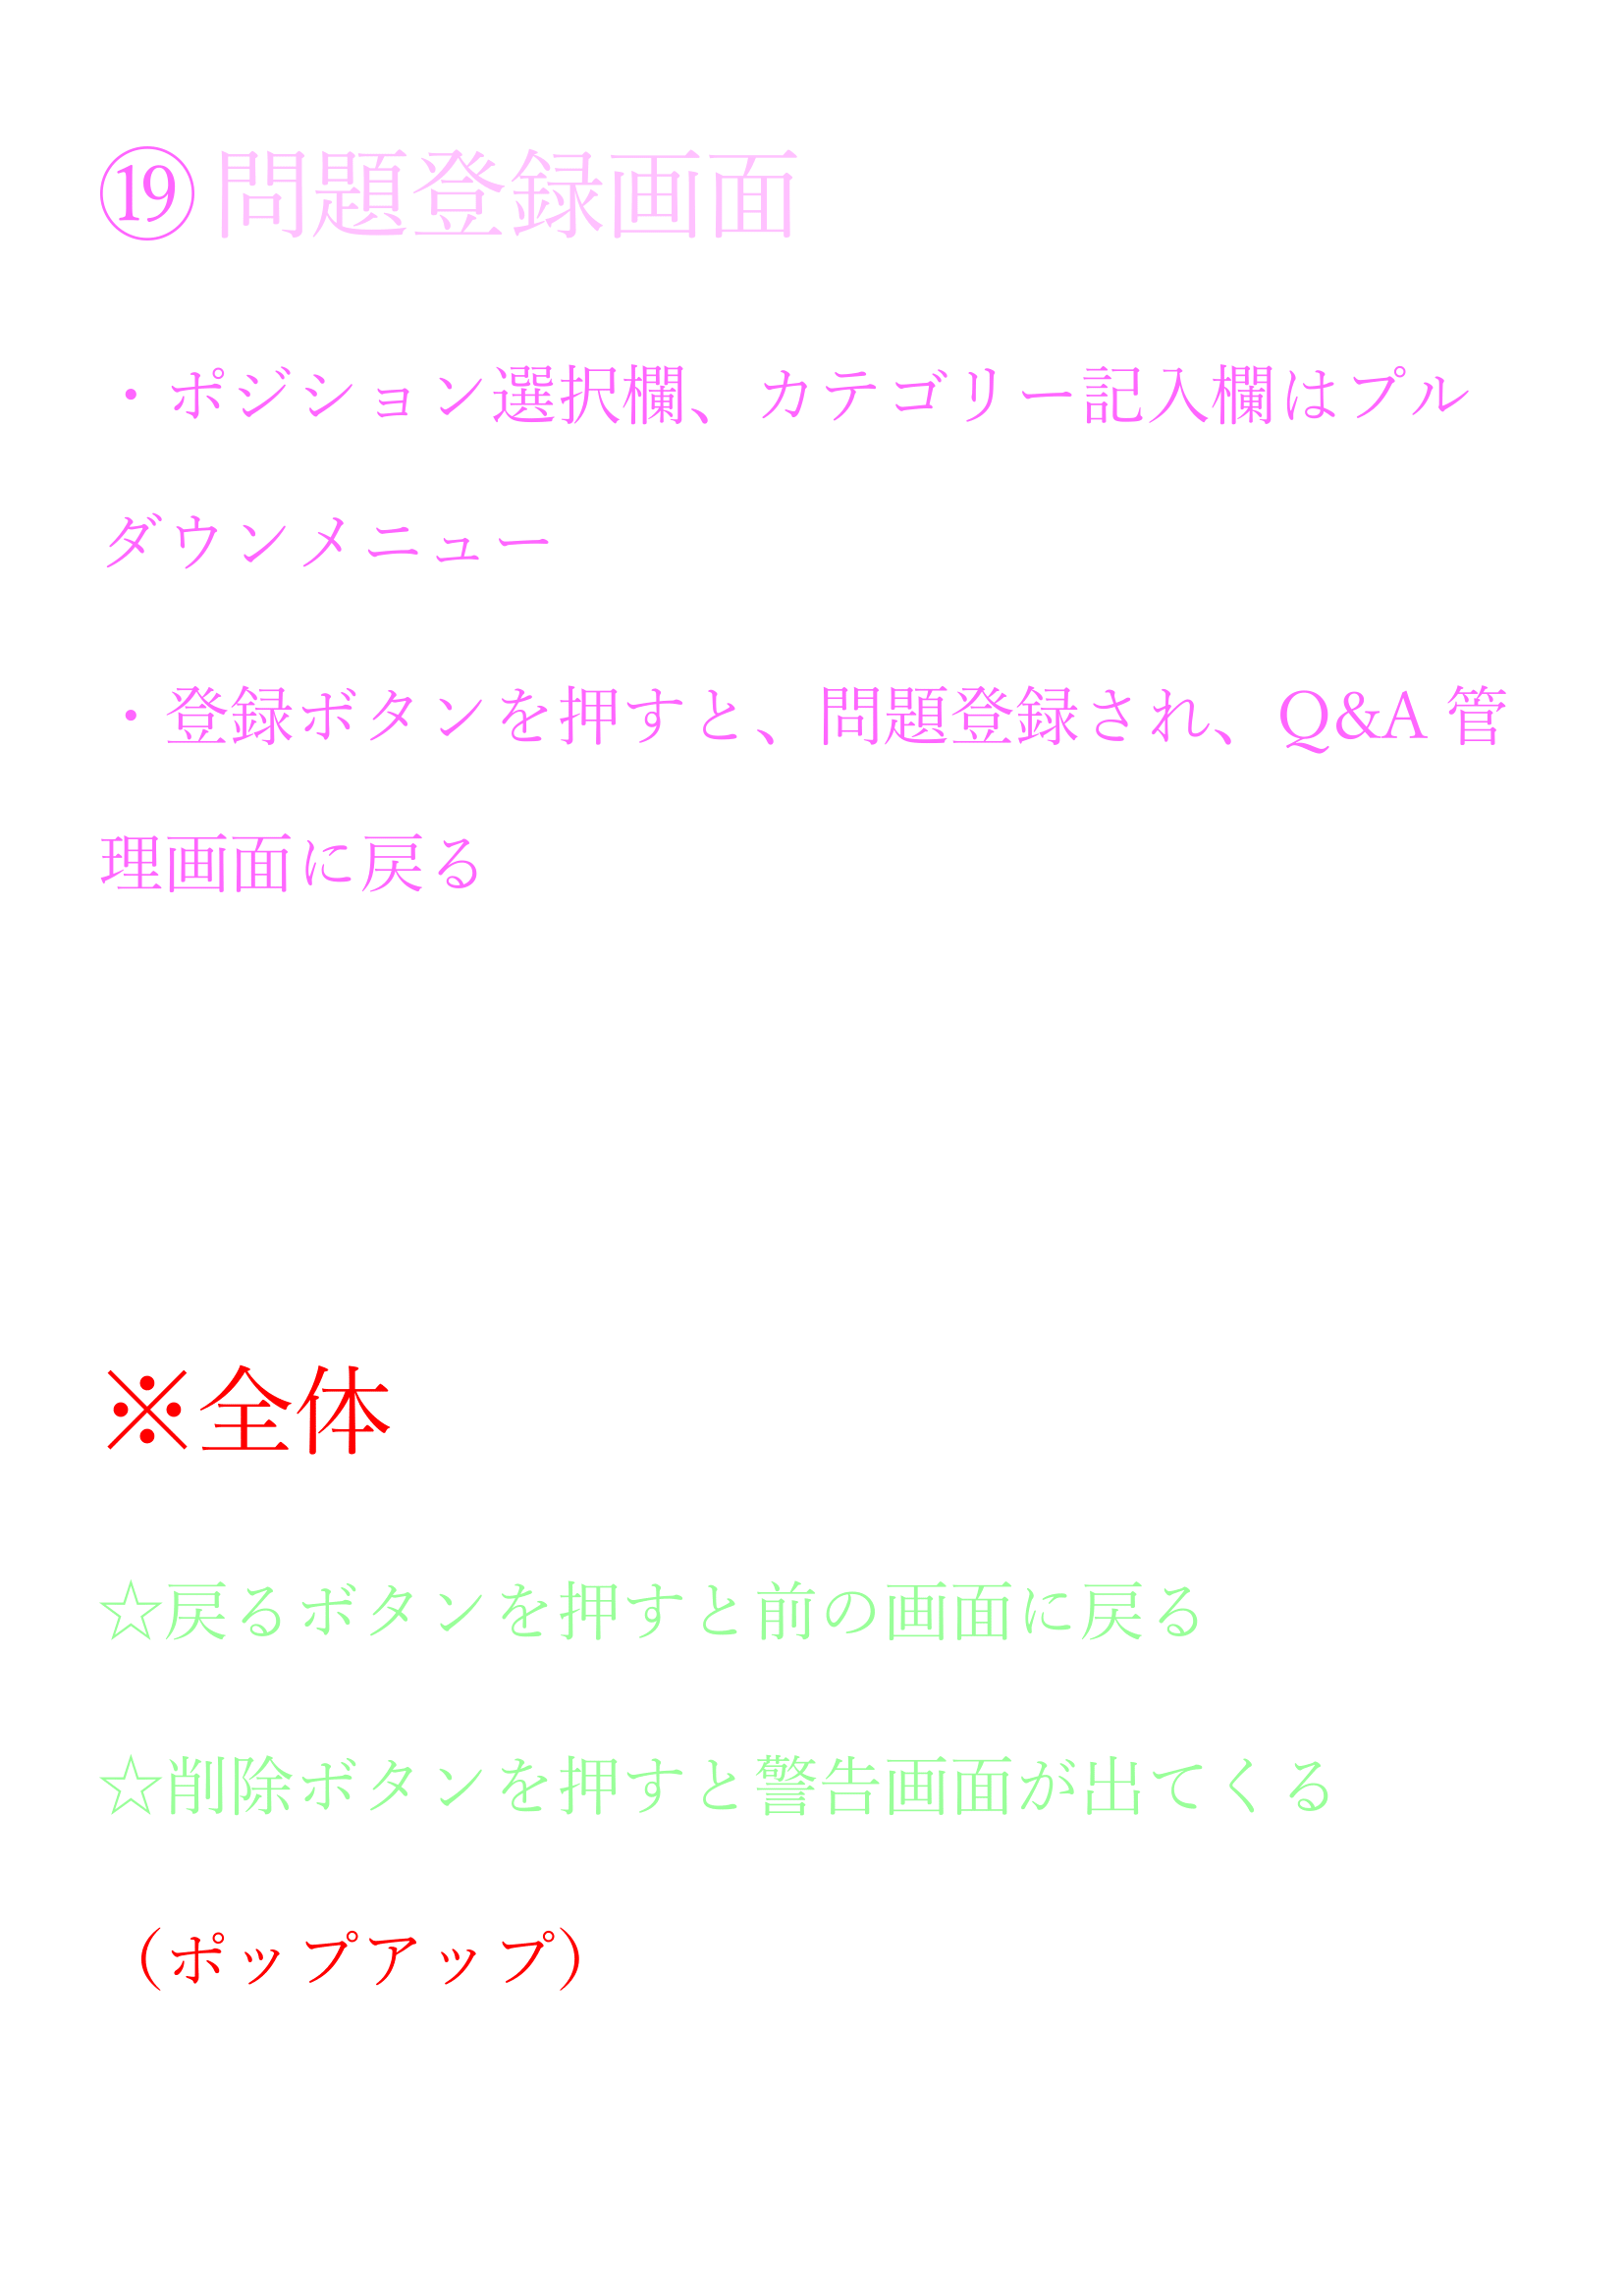 ⑲問題登録画面
・ポジション選択欄、カテゴリー記入欄はプル
ダウンメニュー
・登録ボタンを押すと、問題登録され、Q&A管
理画面に戻る
※全体
☆戻るボタンを押すと前の画面に戻る
☆削除ボタンを押すと警告画面が出てくる
（ポップアップ）